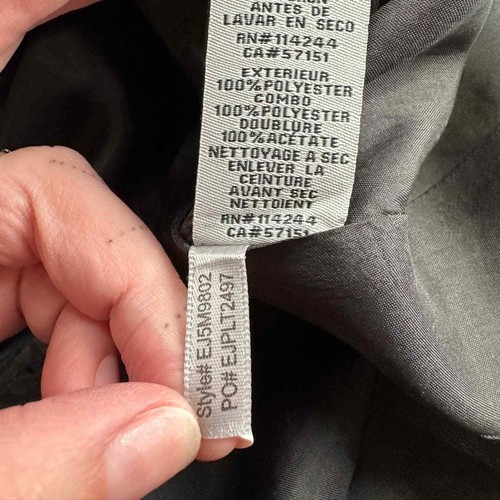 ANTES DE
LAVAR EN SECO
RN#114244
CA#57151
EXTERIEUR
100%POLYESTER
COMBO
100%POLYESTER
DOUBLURE
100%ACÉTATE
NETTOYAGE A SEC
ENLEVER LA
CEINTURE
AVANT SEC
NETTOIENT
RN#114244
CA#57151
Style# EJ5M9802
PO# EJPLT2497